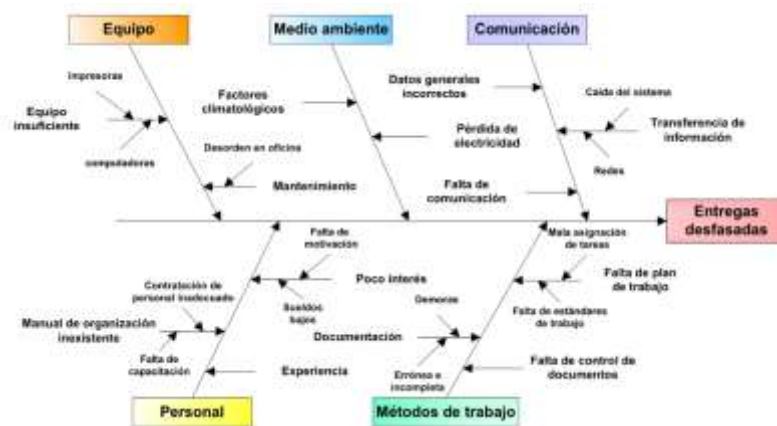 Equipo
Medio ambiente
Comunicación
impresoras
Equipo
insuficiente
computadoras
Desorden en oficina
Mantenimiento
Factores
climatológicos
Pérdida de
electricidad
Datos generales
incorrectos
Caída del sistema
Transferencia de
información
Redes
Falta de
comunicación
Entregas
desfasadas
Falta de
motivación
Poco interés
Sueldos
bajos
Contratación de
personal inadecuado
Manual de organización
inexistente
Falta de
capacitación
Experiencia
Mala asignación
de tareas
Falta de plan
de trabajo
Falta de estándares
de trabajo
Demoras
Documentación
Errónea e
incompleta
Falta de control de
documentos
Personal
Métodos de trabajo